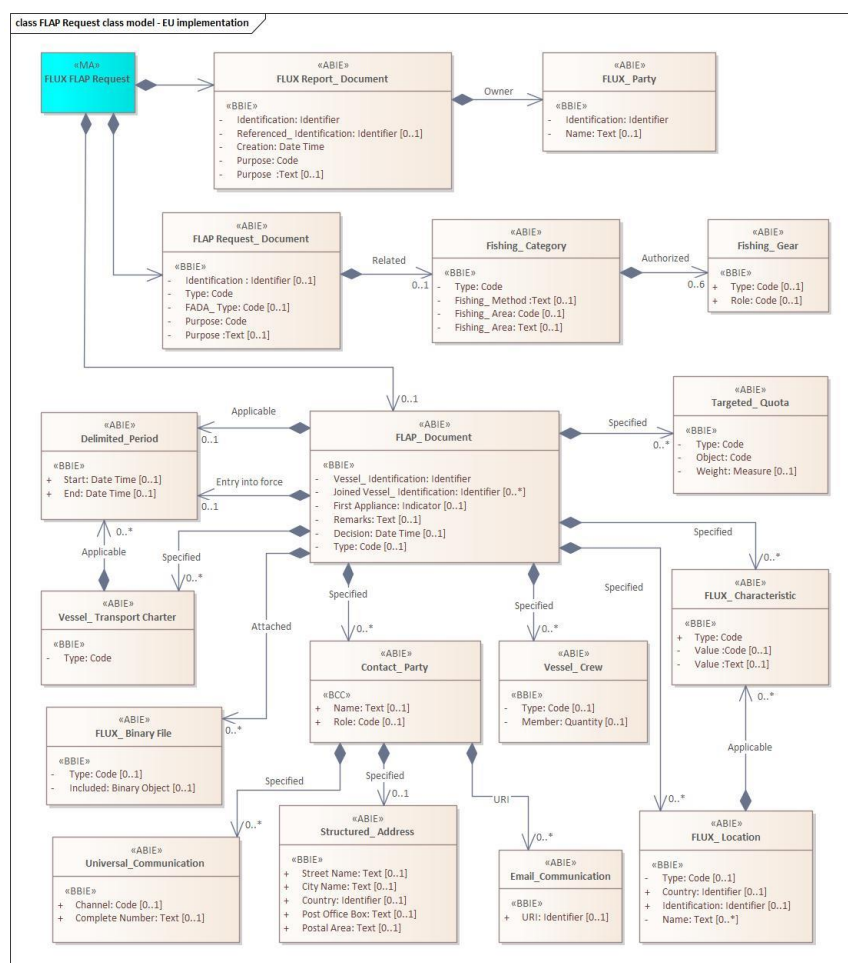 class FLAP Request class model - EU implementation
«MA»
FLUX FLAP Request
«ABIE»
FLUX Report_ Document
«BBIE»
- Identification: Identifier
- Referenced_ Identification: Identifier [0..1]
- Creation: Date Time
- Purpose: Code
- Purpose :Text [0..1]
Owner
«ABIE»
FLUX_ Party
«BBIE»
- Identification: Identifier
- Name: Text [0..1]
«ABIE»
FLAP Request_ Document
«BBIE»
- Identification : Identifier [0..1]
- Type: Code
- FADA_ Type: Code [0..1]
- Purpose: Code
- Purpose :Text [0..1]
Related
0..1
«ABIE»
Fishing_ Category
«BBIE»
- Type: Code
- Fishing_ Method :Text [0..1]
- Fishing_ Area: Code [0..1]
- Fishing_ Area: Text [0..1]
Authorized
0..6
«ABIE»
Fishing_ Gear
«BBIE»
+ Type: Code [0..1]
+ Role: Code [0..1]
0..1
«ABIE»
Delimited_Period
«BBIE»
+ Start: Date Time [0..1]
+ End: Date Time [0..1]
Applicable
0..1
Entry into force
0..1
«ABIE»
FLAP_ Document
«BBIE»
- Vessel_ Identification: Identifier
- Joined Vessel_ Identification: Identifier [0..*]
- First Appliance: Indicator [0..1]
- Remarks: Text [0..1]
- Decision: Date Time [0..1]
- Type: Code [0..1]
Specified
0..*
«ABIE»
Targeted_ Quota
«BBIE»
- Type: Code
- Object: Code
- Weight: Measure [0..1]
0..*
Applicable
Specified
0..*
«ABIE»
Vessel_ Transport Charter
«BBIE»
- Type: Code
Attached
0..*
Specified
0..*
Specified
0..*
Specified
0..*
Specified
0..*
«ABIE»
FLUX_ Characteristic
«BBIE»
+ Type: Code
- Value :Code [0..1]
- Value :Text [0..1]
«ABIE»
Contact_ Party
«BCC»
+ Name: Text [0..1]
+ Role: Code [0..1]
«ABIE»
Vessel_ Crew
«BBIE»
- Type: Code [0..1]
- Member: Quantity [0..1]
«ABIE»
FLUX_ Binary File
«BBIE»
- Type: Code [0..1]
- Included: Binary Object [0..1]
0..*
Applicable
Specified
0..*
Specified
0..1
URI
0..*
«ABIE»
Universal_Communication
«BBIE»
+ Channel: Code [0..1]
+ Complete Number: Text [0..1]
«ABIE»
Structured_ Address
«BBIE»
+ Street Name: Text [0..1]
+ City Name: Text [0..1]
+ Country: Identifier [0..1]
+ Post Office Box: Text [0..1]
+ Postal Area: Text [0..1]
«ABIE»
Email_Communication
«BBIE»
+ URI: Identifier [0..1]
«ABIE»
FLUX_ Location
«BBIE»
- Type: Code [0..1]
+ Country: Identifier [0..1]
+ Identification: Identifier [0..1]
- Name: Text [0..*]